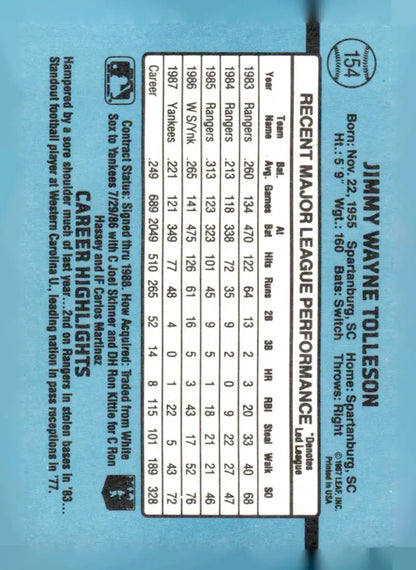 154
JIMMY WAYNE TOLLESON
Born: Nov. 22, 1955 Spartanburg, SC Home: Spartanburg, SC
Ht.: 5' 9" Wgt.: 160 Bats: Switch Throws: Right
© 1987 LEAF, INC.
Printed in USA
RECENT MAJOR LEAGUE PERFORMANCE
*Denotes
Led League
Year Team Name Bat. Avg. Games At Bat Hits Runs 2B 3B HR RBI Steal Walk SO
1983 Rangers .260 134 470 122 64 13 2 3 20 33 40 68
1984 Rangers .213 118 338 72 35 9 2 0 9 22 27 47
1985 Rangers .313 123 323 101 45 9 5 1 18 21 21 46
1986 W S/Ynk .265 141 475 126 61 16 5 3 43 17 52 76
1987 Yankees .221 121 349 77 48 4 0 1 22 5 43 72
Career .249 689 2049 510 265 52 14 8 115 101 189 328
Contract Status: Signed thru 1988. How Acquired: Traded from White
Sox to Yankees 7/29/86 with C Joel Skinner and DH Ron Kittle for C Ron
Hassey and IF Carlos Martinez
CAREER HIGHLIGHTS
Hampered by a sore shoulder much of last year...2nd on Rangers in stolen bases in '83...
Standout football player at Western Carolina U., leading nation in pass receptions in '77.